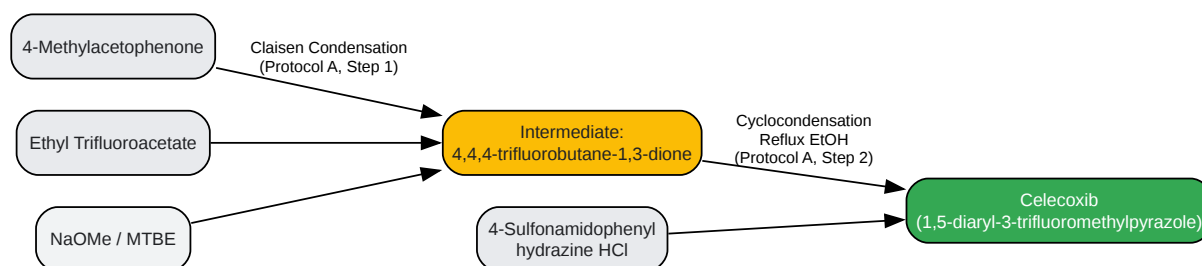 4-Methylacetophenone
Claisen Condensation
(Protocol A, Step 1)
Ethyl Trifluoroacetate
Intermediate:
4,4,4-trifluorobutane-1,3-dione
Cyclocondensation
Reflux EtOH
(Protocol A, Step 2)
NaOMe / MTBE
4-Sulfonamidophenyl
hydrazine HCl
Celecoxib
(1,5-diaryl-3-trifluoromethylpyrazole)